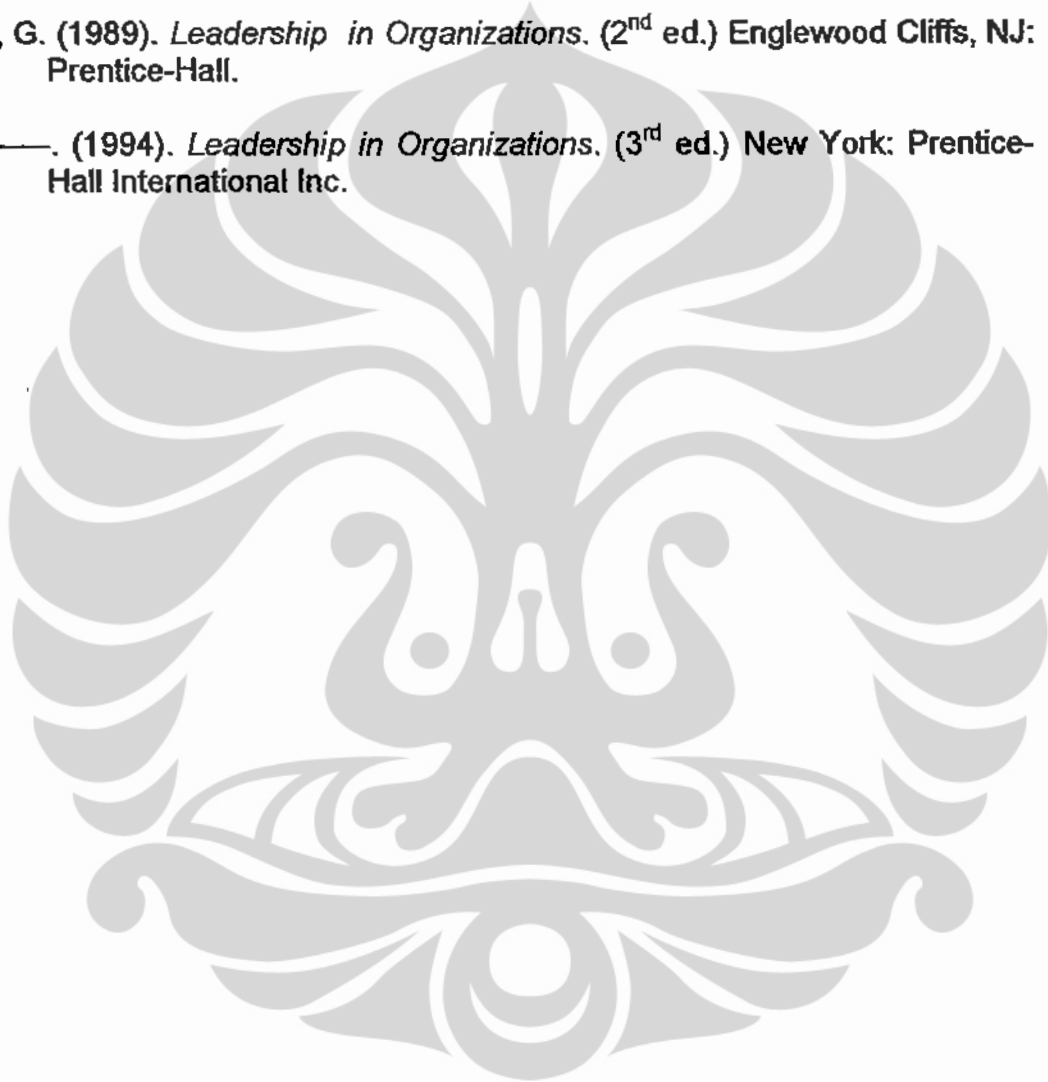 , G. (1989). Leadership in Organizations. (2nd ed.) Englewood Cliffs, NJ:
Prentice-Hall.
—. (1994). Leadership in Organizations. (3rd ed.) New York: Prentice-
Hall International Inc.